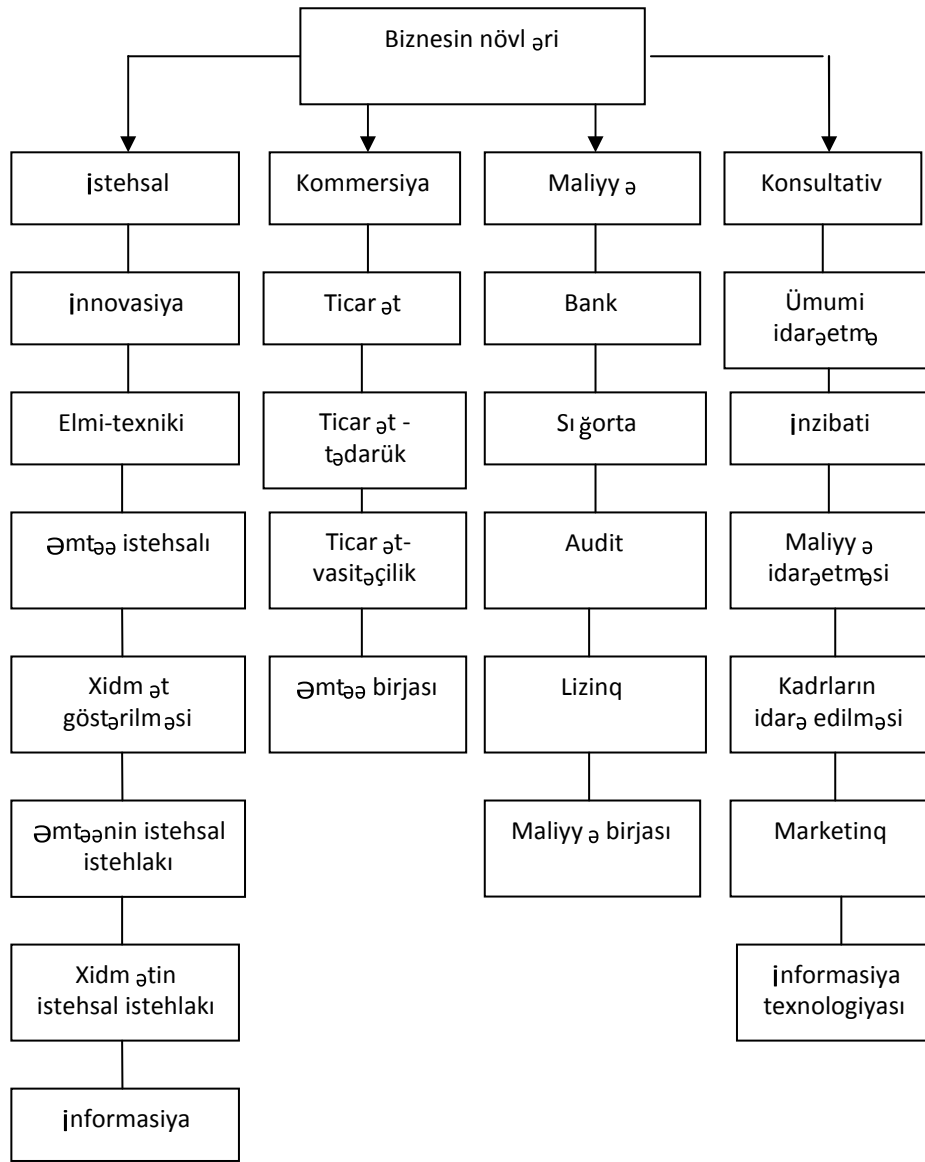 Biznesin növləri
İstehsal
Kommersiya
Maliyyə
Konsultativ
İnnovasiya
Ticarət
Bank
Ümumi
idarəetmə
Elmi-texniki
Ticarət -
tədarük
Sığorta
İnzibati
Əmtəə istehsalı
Ticarət-
vasitəçilik
Audit
Maliyyə
idarəetməsi
Xidmət
göstərilməsi
Əmtəə birjası
Lizinq
Kadrların
idarə edilməsi
Əmtəənin istehsal
istehlakı
Maliyyə birjası
Marketinq
Xidmətin
istehsal istehlakı
İnformasiya
texnologiyası
İnformasiya